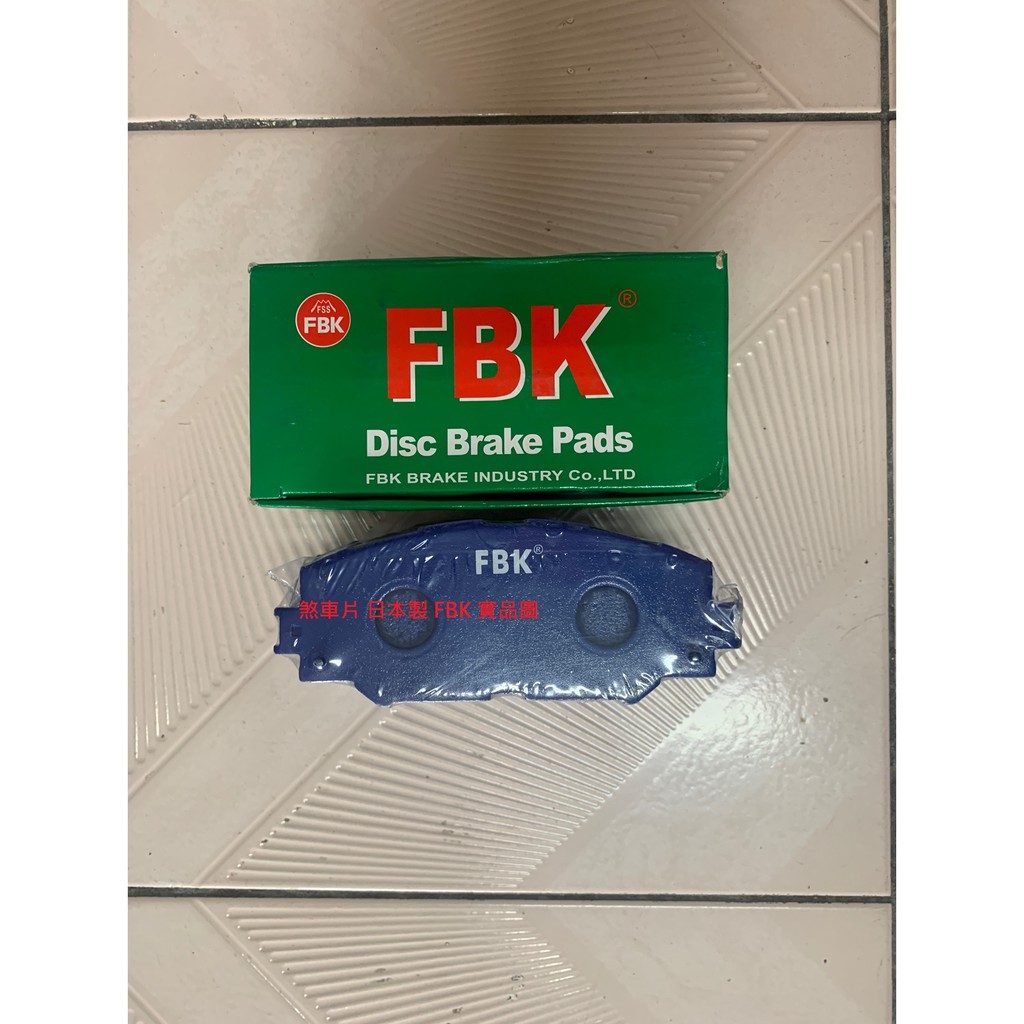 FSS
FBK
FBK®
Disc Brake Pads
FBK BRAKE INDUSTRY Co.,LTD
FBK®
煞車片 日本製 FBK 實品圖